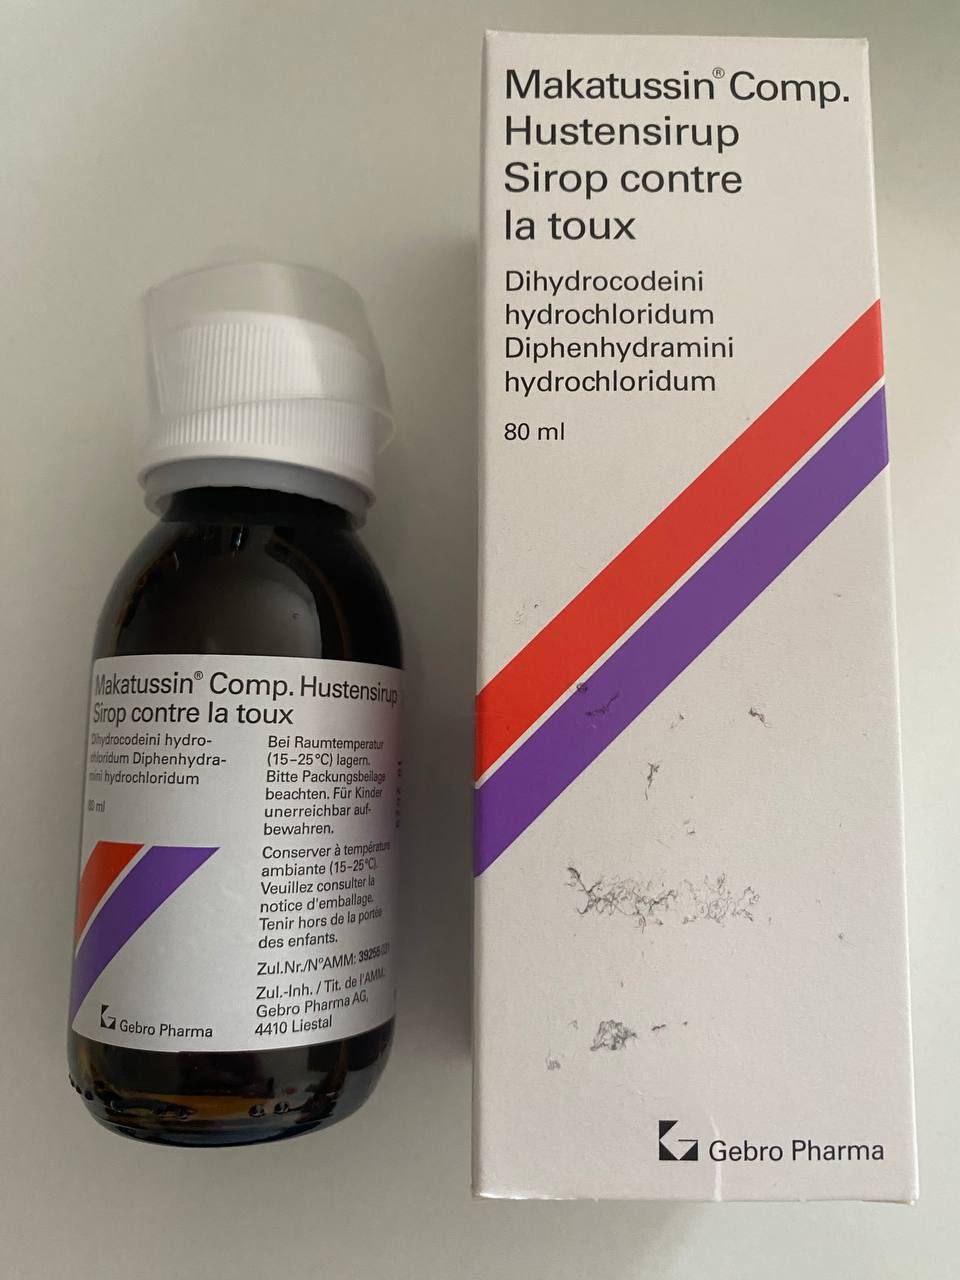 Makatussin® Comp.
Hustensirup
Sirop contre
la toux
Dihydrocodeini
hydrochloridum
Diphenhydramini
hydrochloridum
80 ml
Gebro Pharma
Makatussin® Comp. Hustensirup
Sirop contre la toux
Dihydrocodeini hydro-
chloridum Diphenhydra-
mini hydrochloridum
80 ml
Gebro Pharma
Bei Raumtemperatur
(15–25°C) lagern.
Bitte Packungsbeilage
beachten. Für Kinder
unerreichbar auf-
bewahren.
Conserver à température
ambiante (15–25°C).
Veuillez consulter la
notice d'emballage.
Tenir hors de la portée
des enfants.
Zul.Nr./N°AMM:
Zul.-Inh. / Tit. de l'AMM:
Gebro Pharma AG,
4410 Liestal